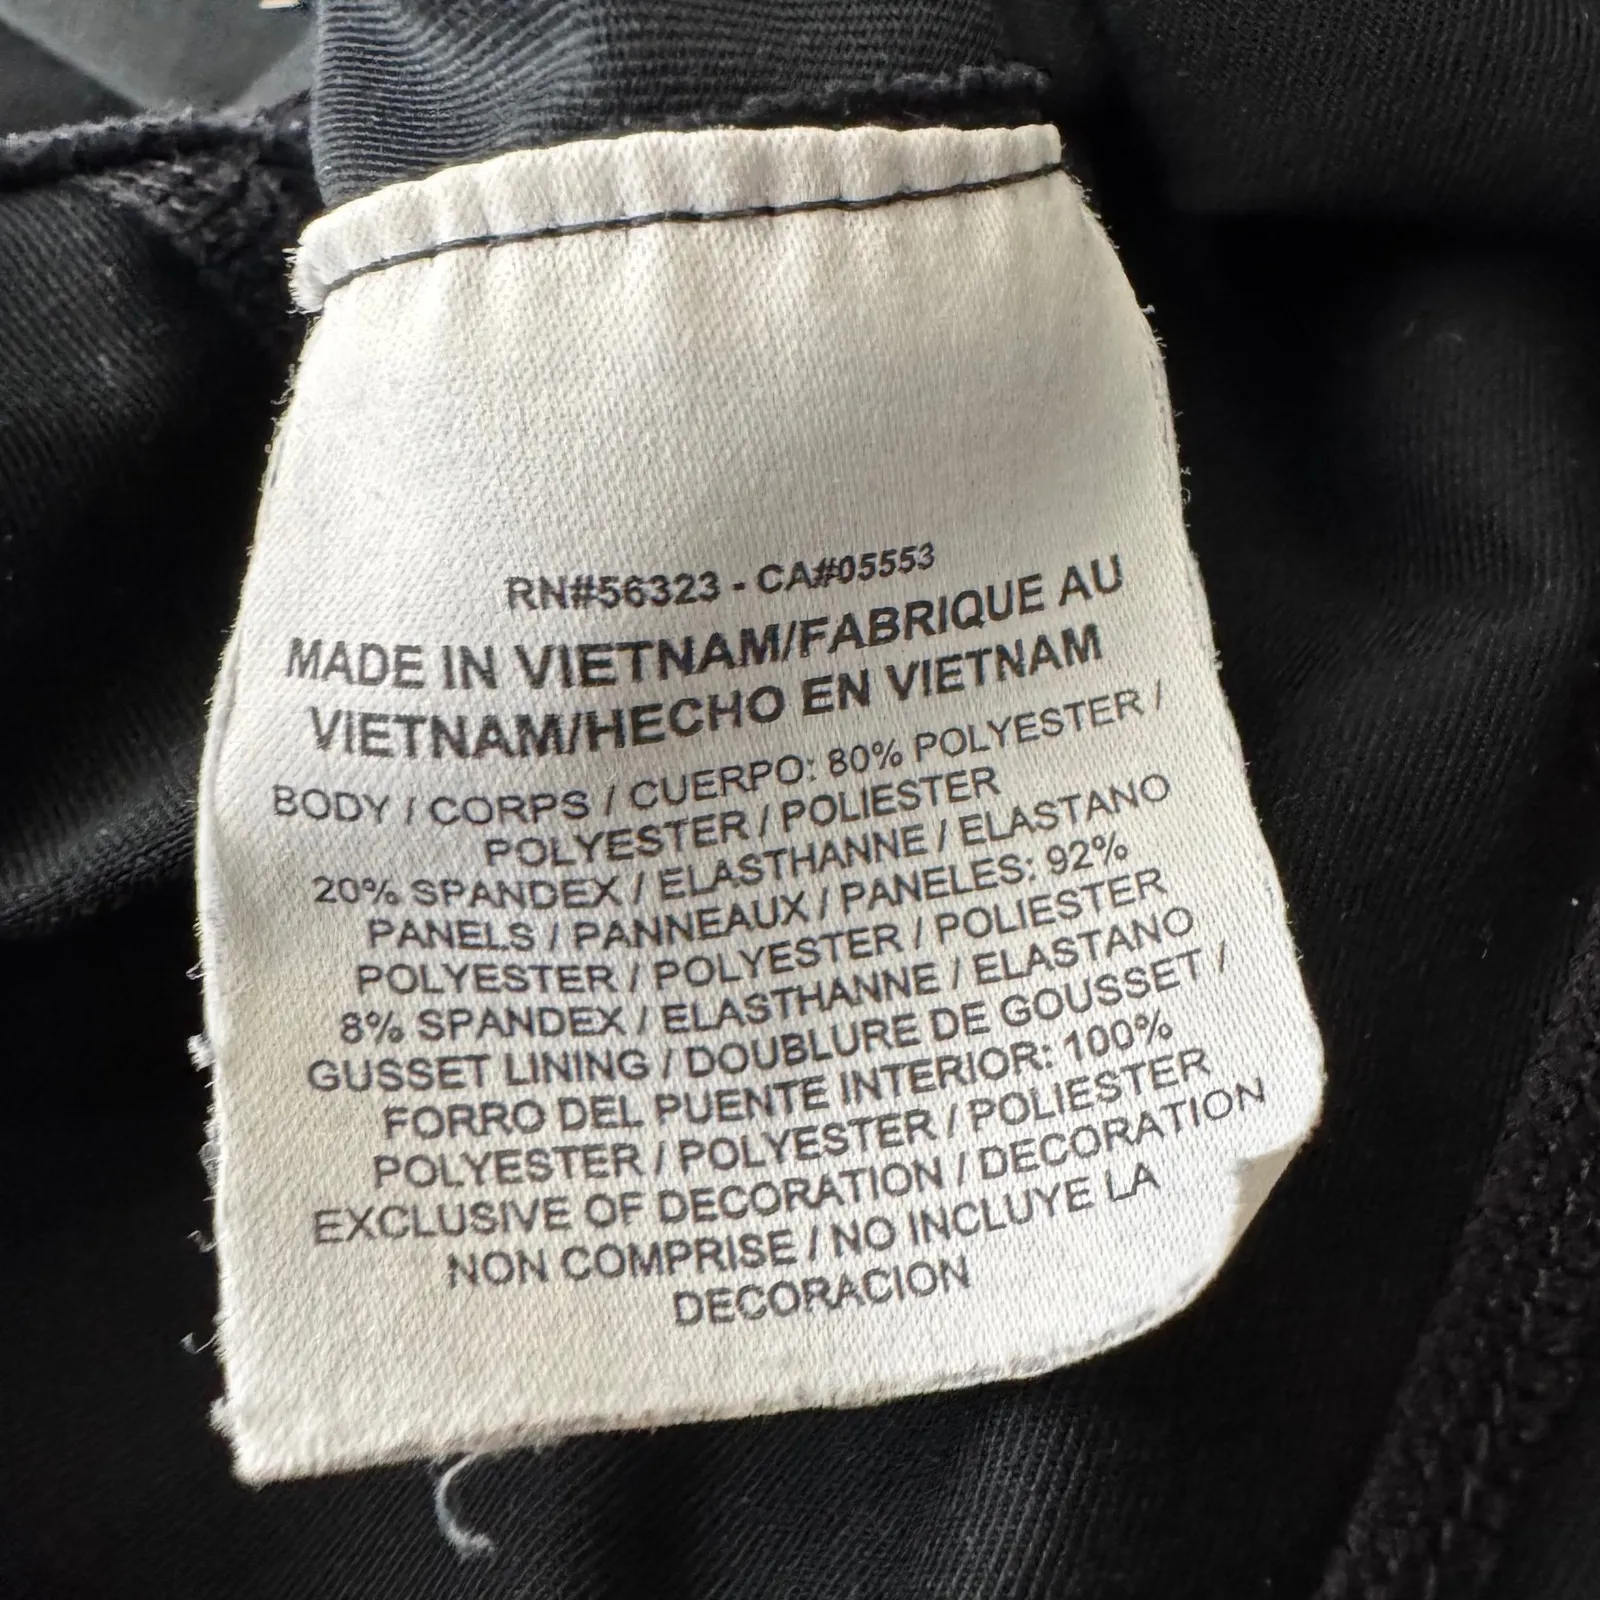 RN#56323 - CA#05553
MADE IN VIETNAM/FABRIQUE AU
VIETNAM/HECHO EN VIETNAM
BODY / CORPS / CUERPO: 80% POLYESTER /
POLYESTER / POLIESTER
20% SPANDEX / ELASTHANNE / ELASTANO
PANELS / PANNEAUX / PANELES: 92%
POLYESTER / POLYESTER / POLIESTER
8% SPANDEX / ELASTHANNE / ELASTANO
GUSSET LINING / DOUBLURE DE GOUSSET /
FORRO DEL PUENTE INTERIOR: 100%
POLYESTER / POLYESTER / POLIESTER
EXCLUSIVE OF DECORATION / DECORATION
NON COMPRISE / NO INCLUYE LA
DECORACION